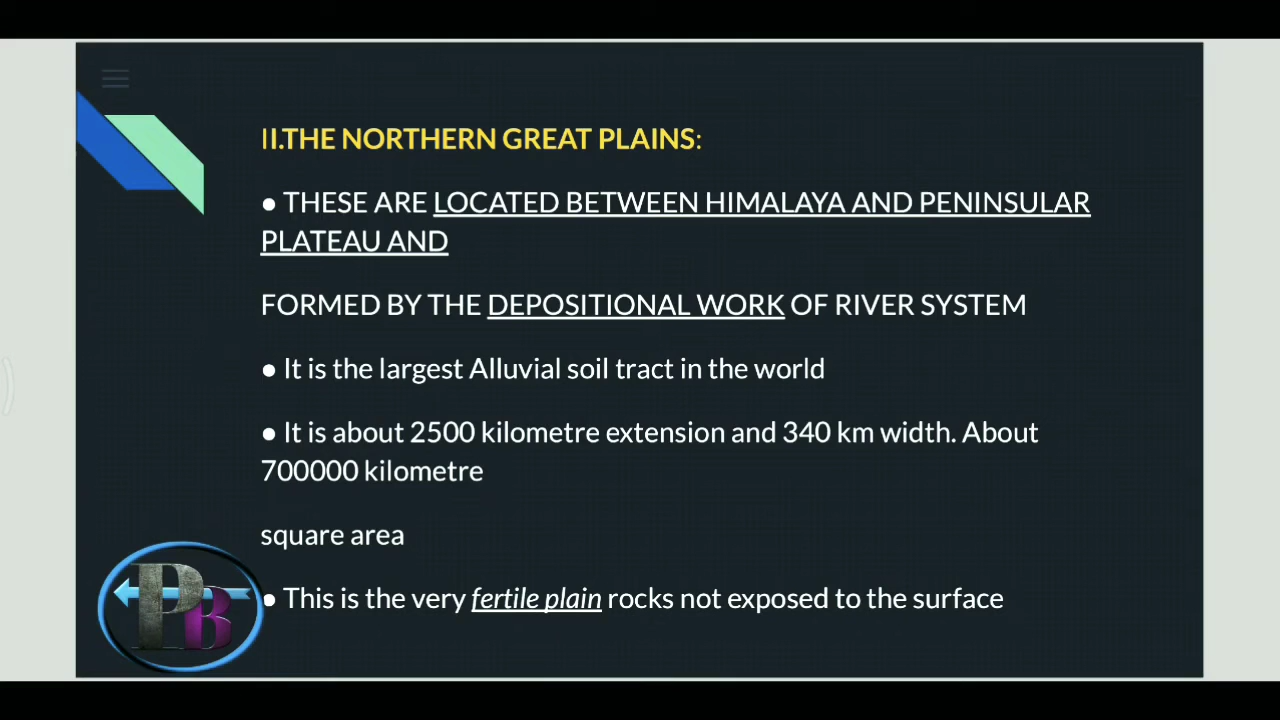 II.THE NORTHERN GREAT PLAINS:
● THESE ARE LOCATED BETWEEN HIMALAYA AND PENINSULAR
PLATEAU AND
FORMED BY THE DEPOSITIONAL WORK OF RIVER SYSTEM
● It is the largest Alluvial soil tract in the world
● It is about 2500 kilometre extension and 340 km width. About
700000 kilometre
square area
● This is the very fertile plain rocks not exposed to the surface
PB